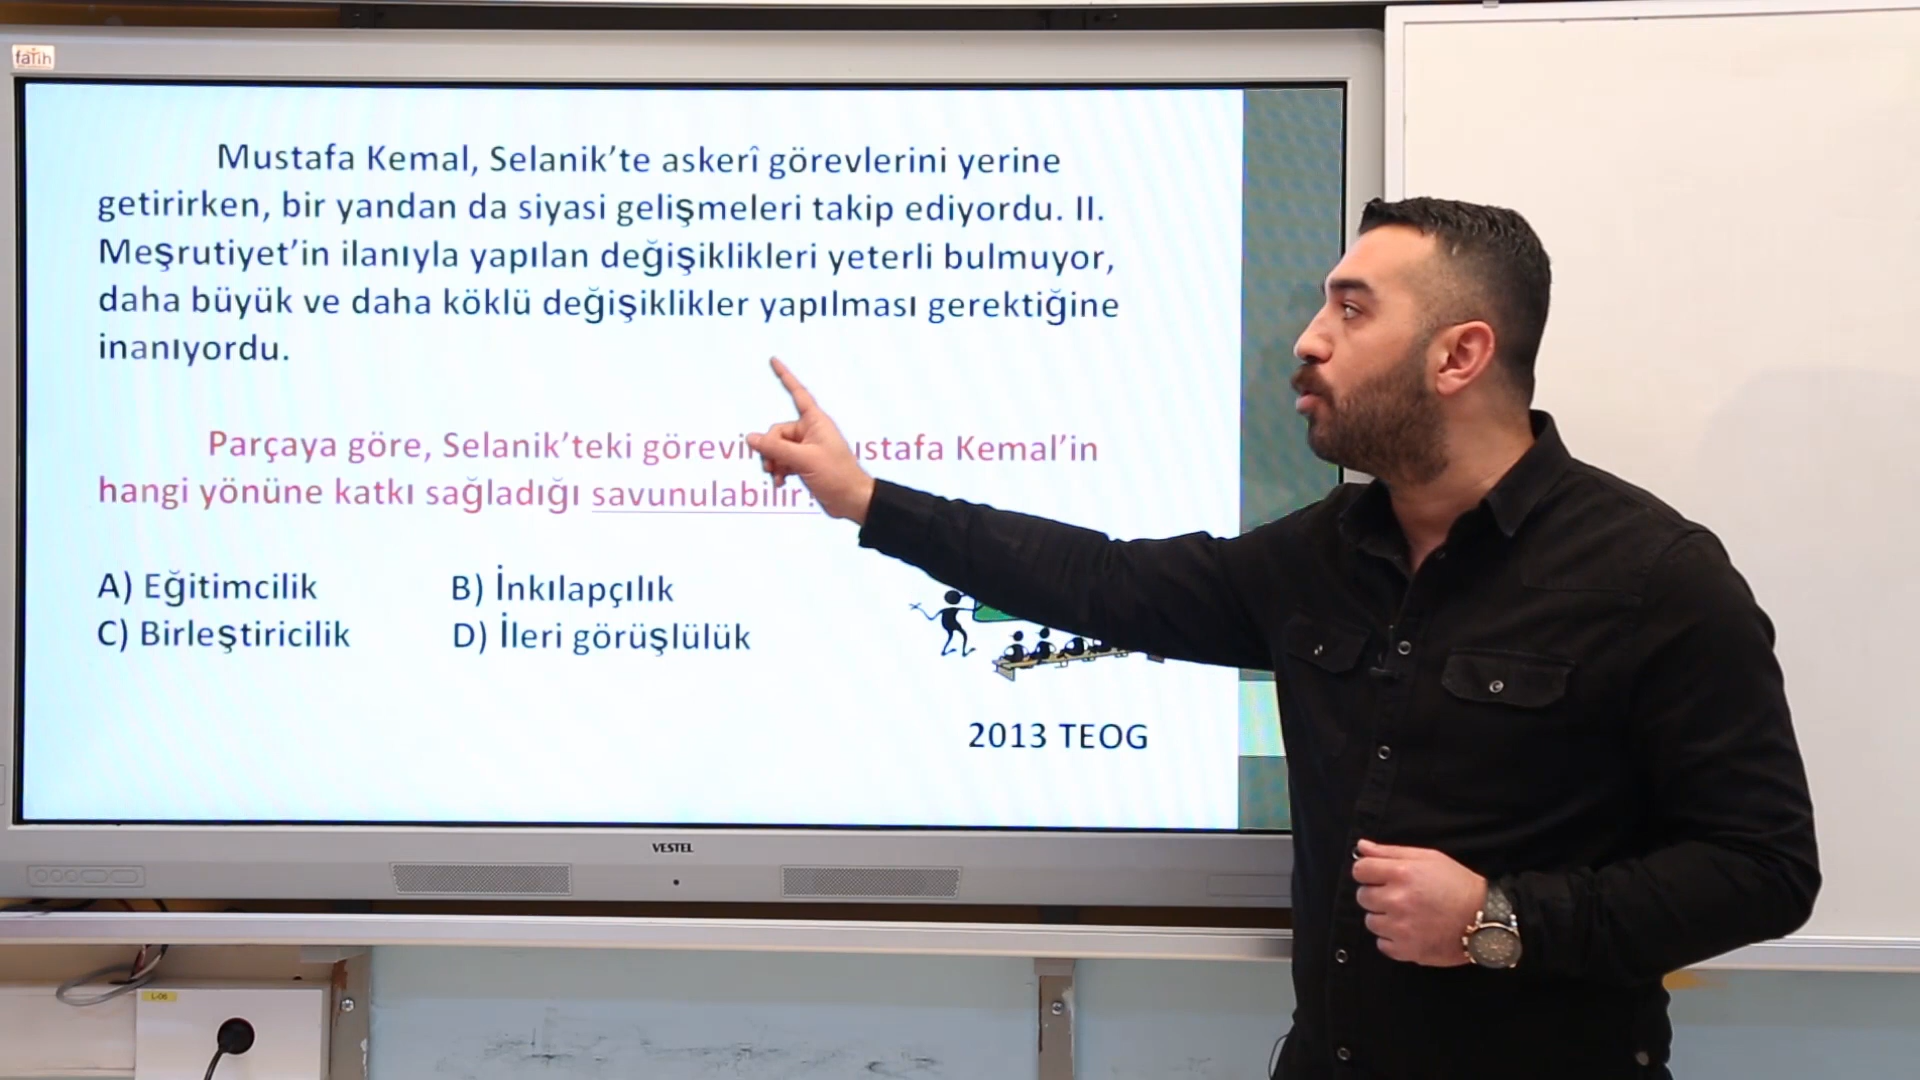 fatih
Mustafa Kemal, Selanik’te askerî görevlerini yerine
getirirken, bir yandan da siyasi gelişmeleri takip ediyordu. II.
Meşrutiyet’in ilanıyla yapılan değişiklikleri yeterli bulmuyor,
daha büyük ve daha köklü değişiklikler yapılması gerektiğine
inanıyordu.
Parçaya göre, Selanik’teki Kemal’in
hangi yönüne katkı sağladığı savunulabilir?
A) Eğitimcilik B) İnkılapçılık
C) Birleştiricilik D) İleri görüşlülük
2013 TEOG
VESTEL
L-06